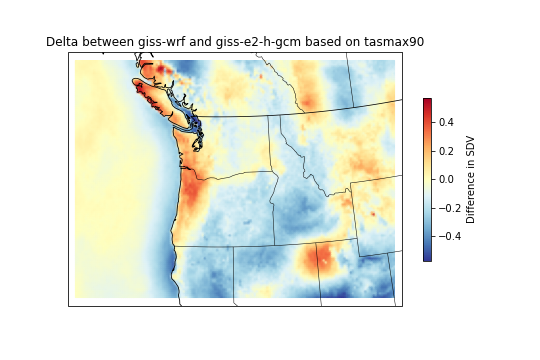 Delta between giss-wrf and giss-e2-h-gcm based on tasmax90
0.4
0.2
0.0
−0.2
−0.4
Difference in SDV